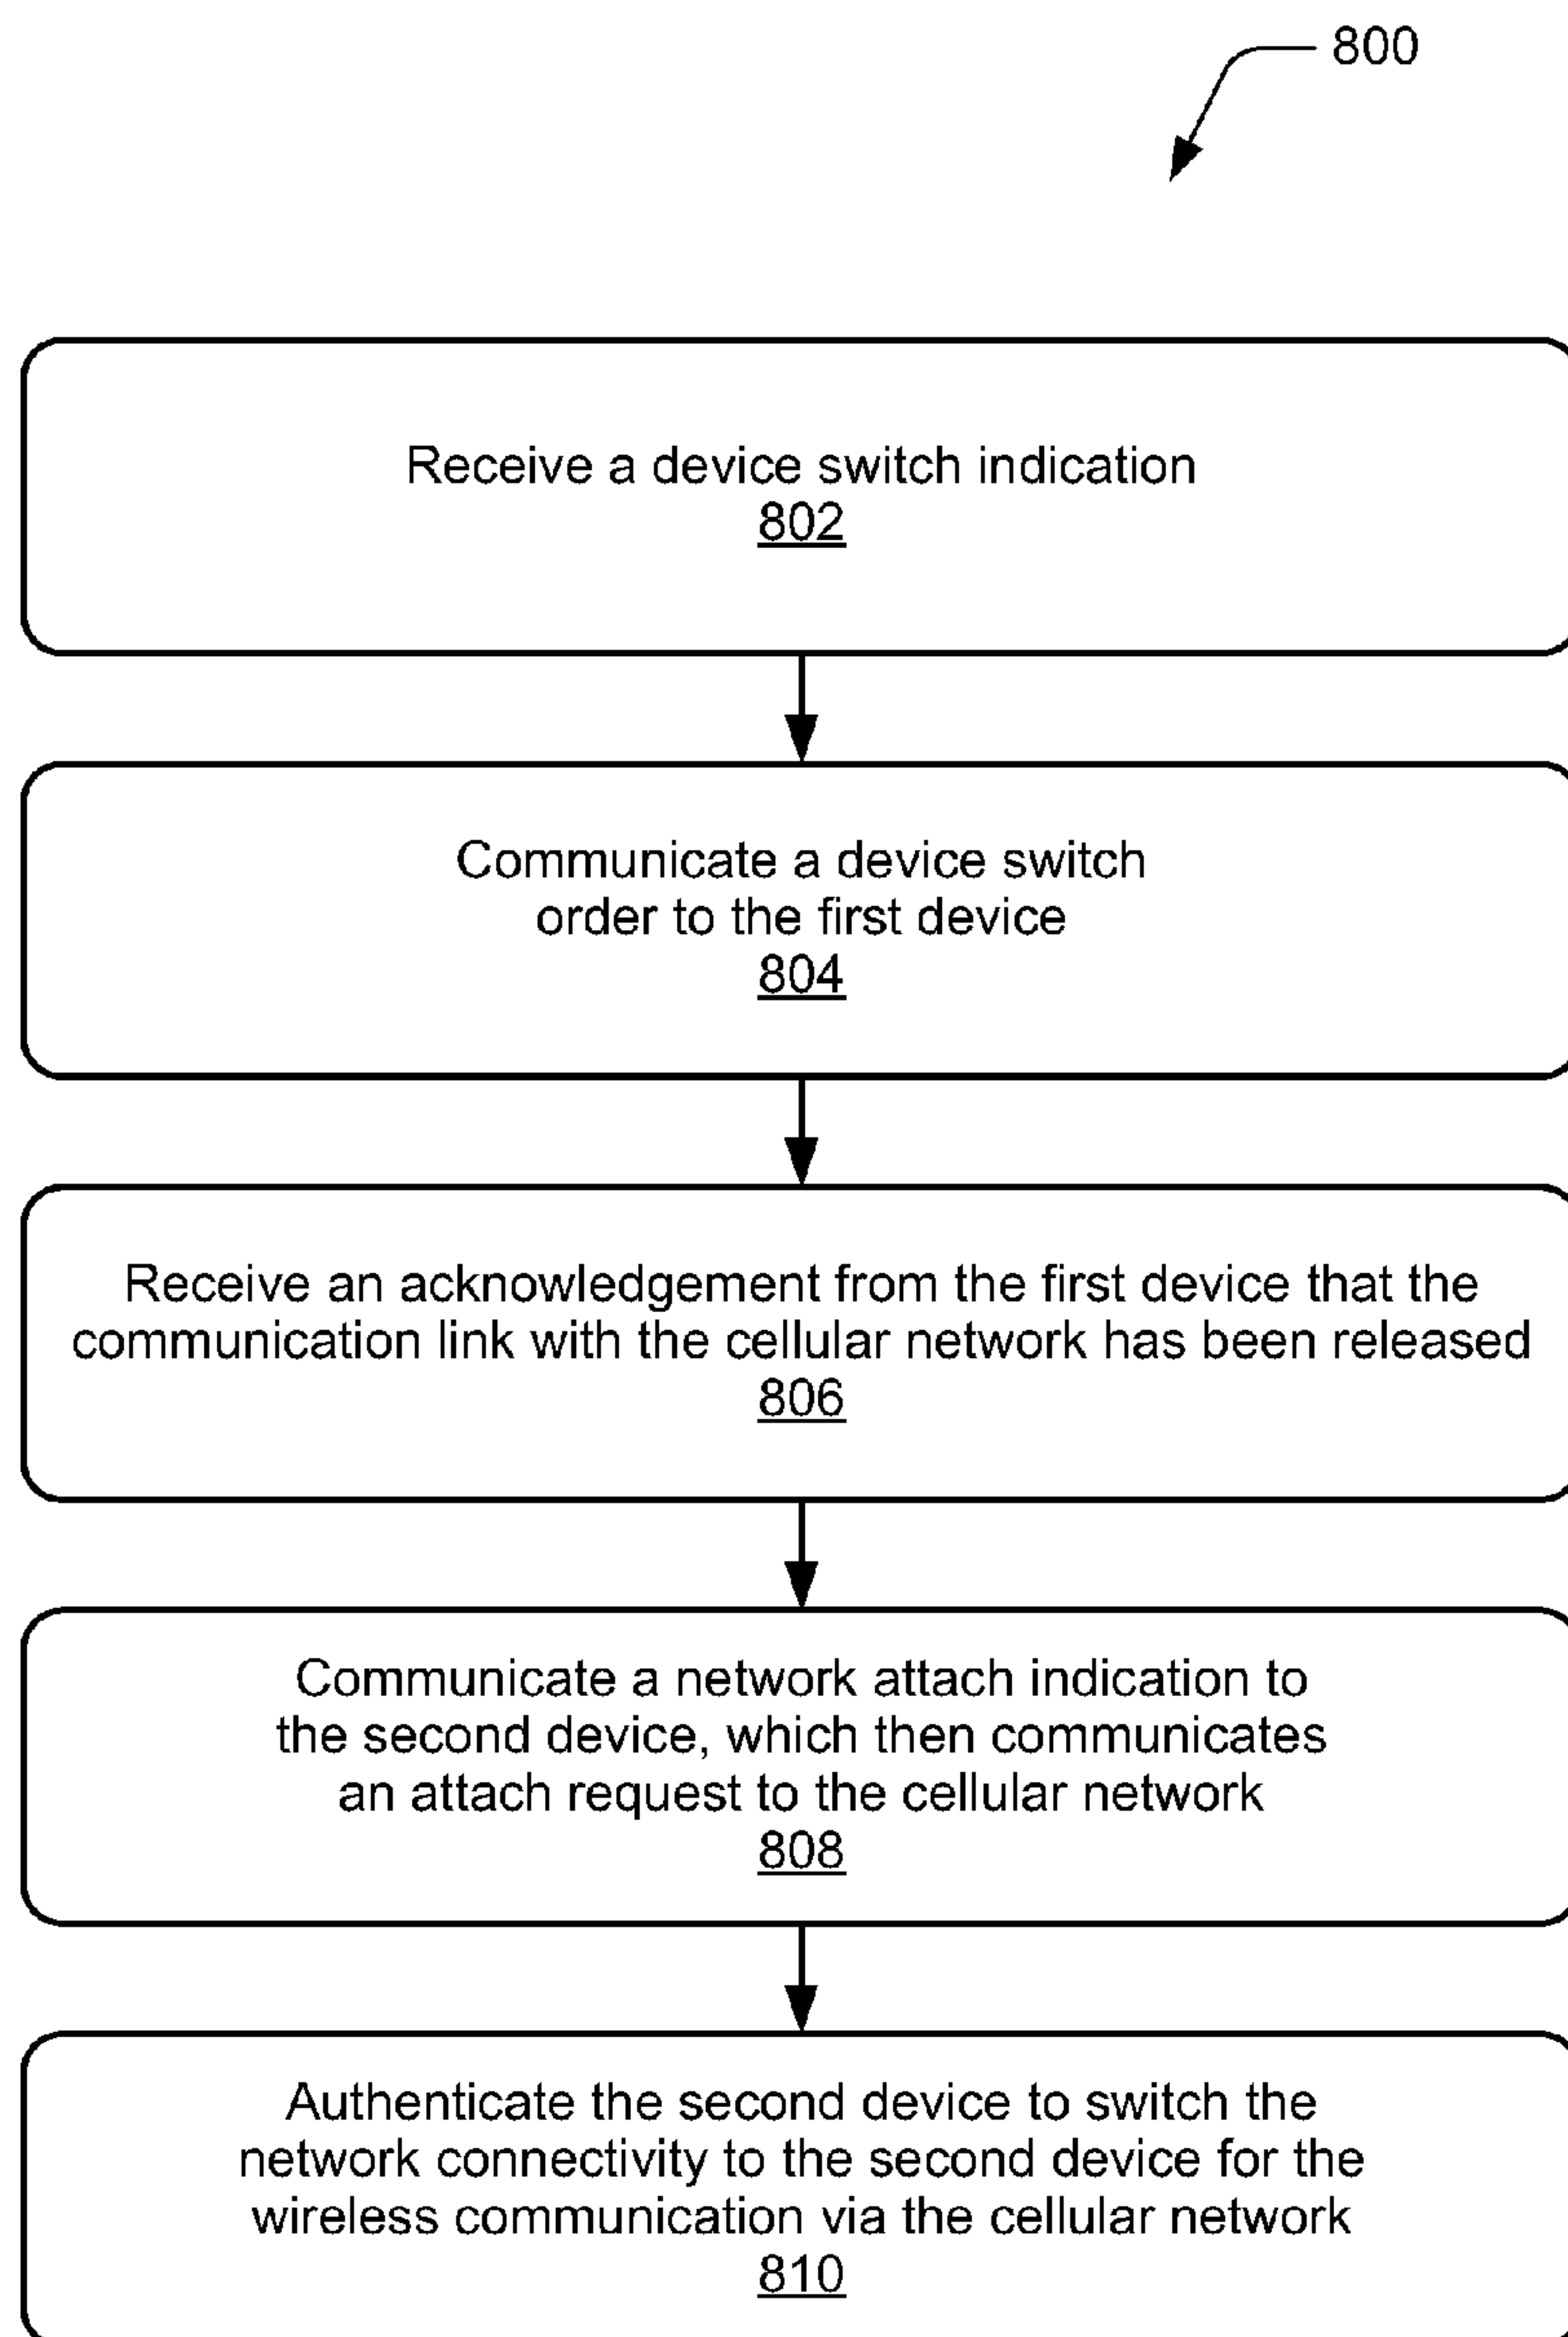 800
Receive a device switch indication
802
Communicate a device switch
order to the first device
804
Receive an acknowledgement from the first device that the
communication link with the cellular network has been released
806
Communicate a network attach indication to
the second device, which then communicates
an attach request to the cellular network
808
Authenticate the second device to switch the
network connectivity to the second device for the
wireless communication via the cellular network
810